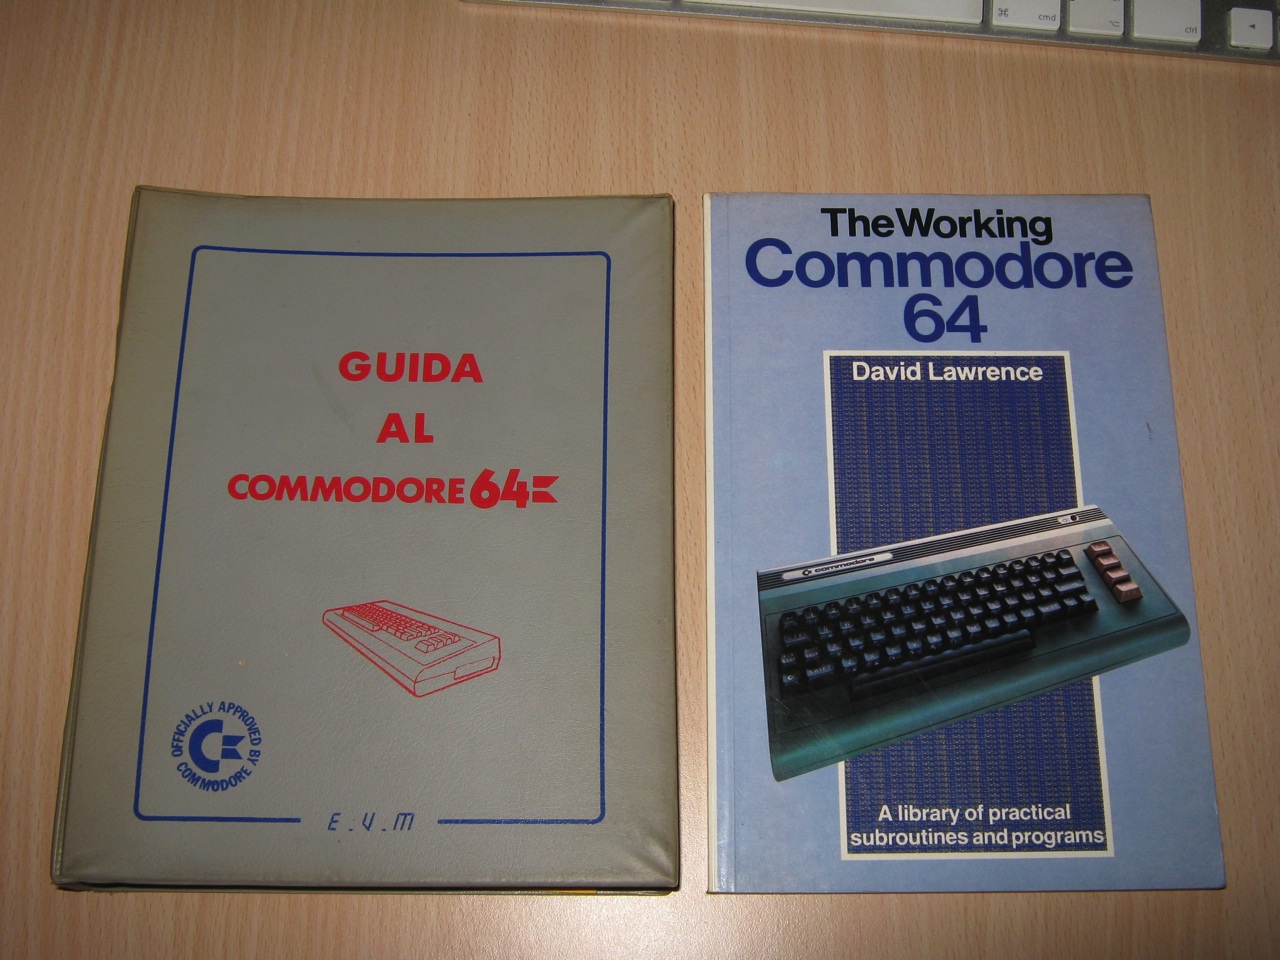 GUIDA
AL
COMMODORE 64
OFFICIALLY APPROVED BY
COMMODORE
E.V.M
The Working
Commodore
64
David Lawrence
commodore
A library of practical
subroutines and programs
⌘ cmd
⌥
ctrl
◄